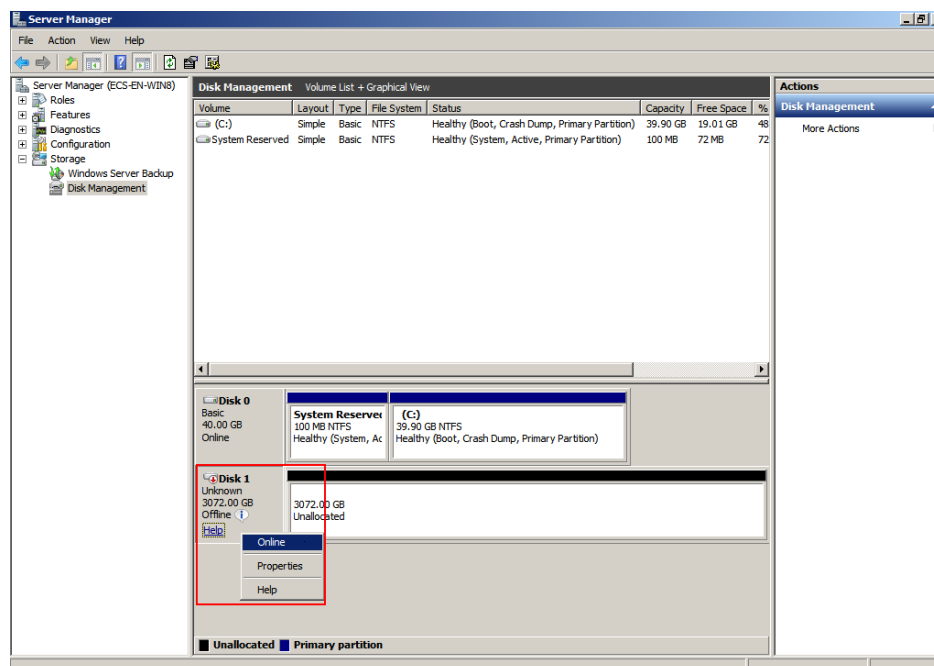 Server Manager
File Action View Help
Server Manager (ECS-EN-WIN8)
Roles
Features
Diagnostics
Configuration
Storage
Windows Server Backup
Disk Management
Disk Management Volume List + Graphical View
Volume Layout Type File System Status Capacity Free Space %
(C:) Simple Basic NTFS Healthy (Boot, Crash Dump, Primary Partition) 39.90 GB 19.01 GB 48
System Reserved Simple Basic NTFS Healthy (System, Active, Primary Partition) 100 MB 72 MB 72
Disk 0
Basic
40.00 GB
Online
System Reserved
100 MB NTFS
Healthy (System, Ac
(C:)
39.90 GB NTFS
Healthy (Boot, Crash Dump, Primary Partition)
Disk 1
Unknown
3072.00 GB
Offline
Help
3072.00 GB
Unallocated
Online
Properties
Help
Unallocated Primary partition
Actions
Disk Management
More Actions